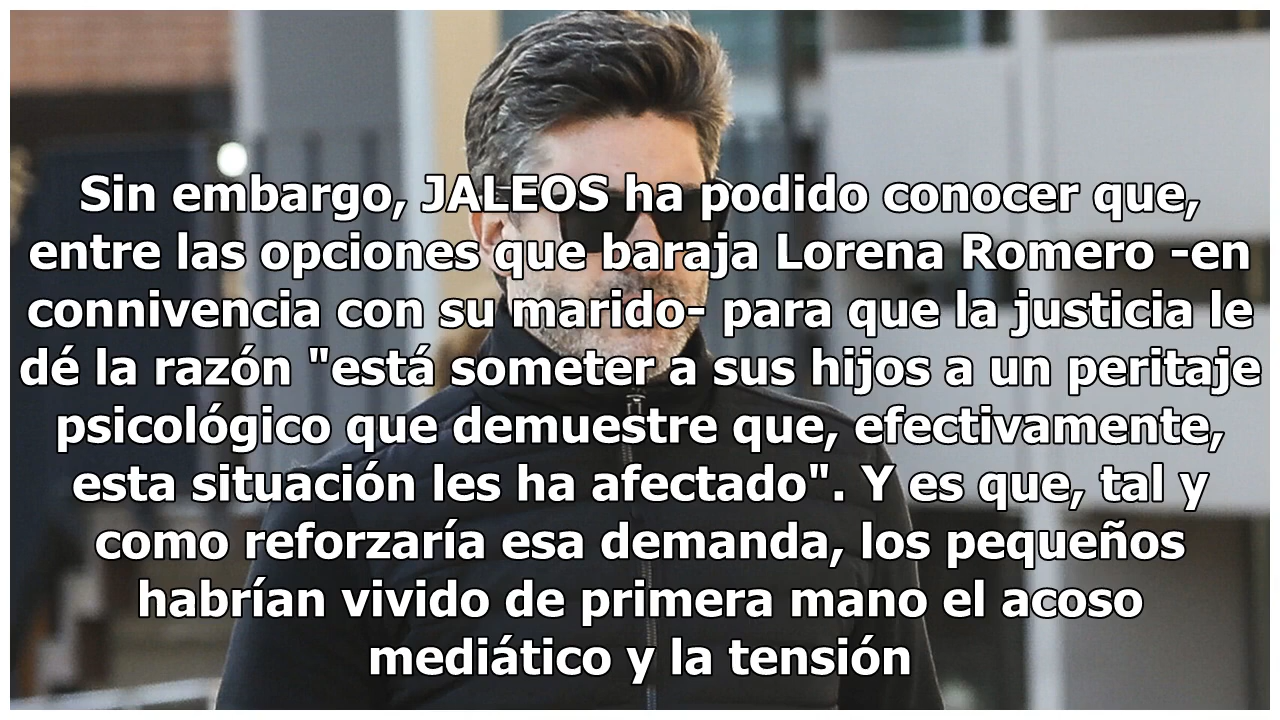 Sin embargo, JALEOS ha podido conocer que,
entre las opciones que baraja Lorena Romero -en
connivencia con su marido- para que la justicia le
dé la razón "está someter a sus hijos a un peritaje
psicológico que demuestre que, efectivamente,
esta situación les ha afectado". Y es que, tal y
como reforzaría esa demanda, los pequeños
habrían vivido de primera mano el acoso
mediático y la tensión